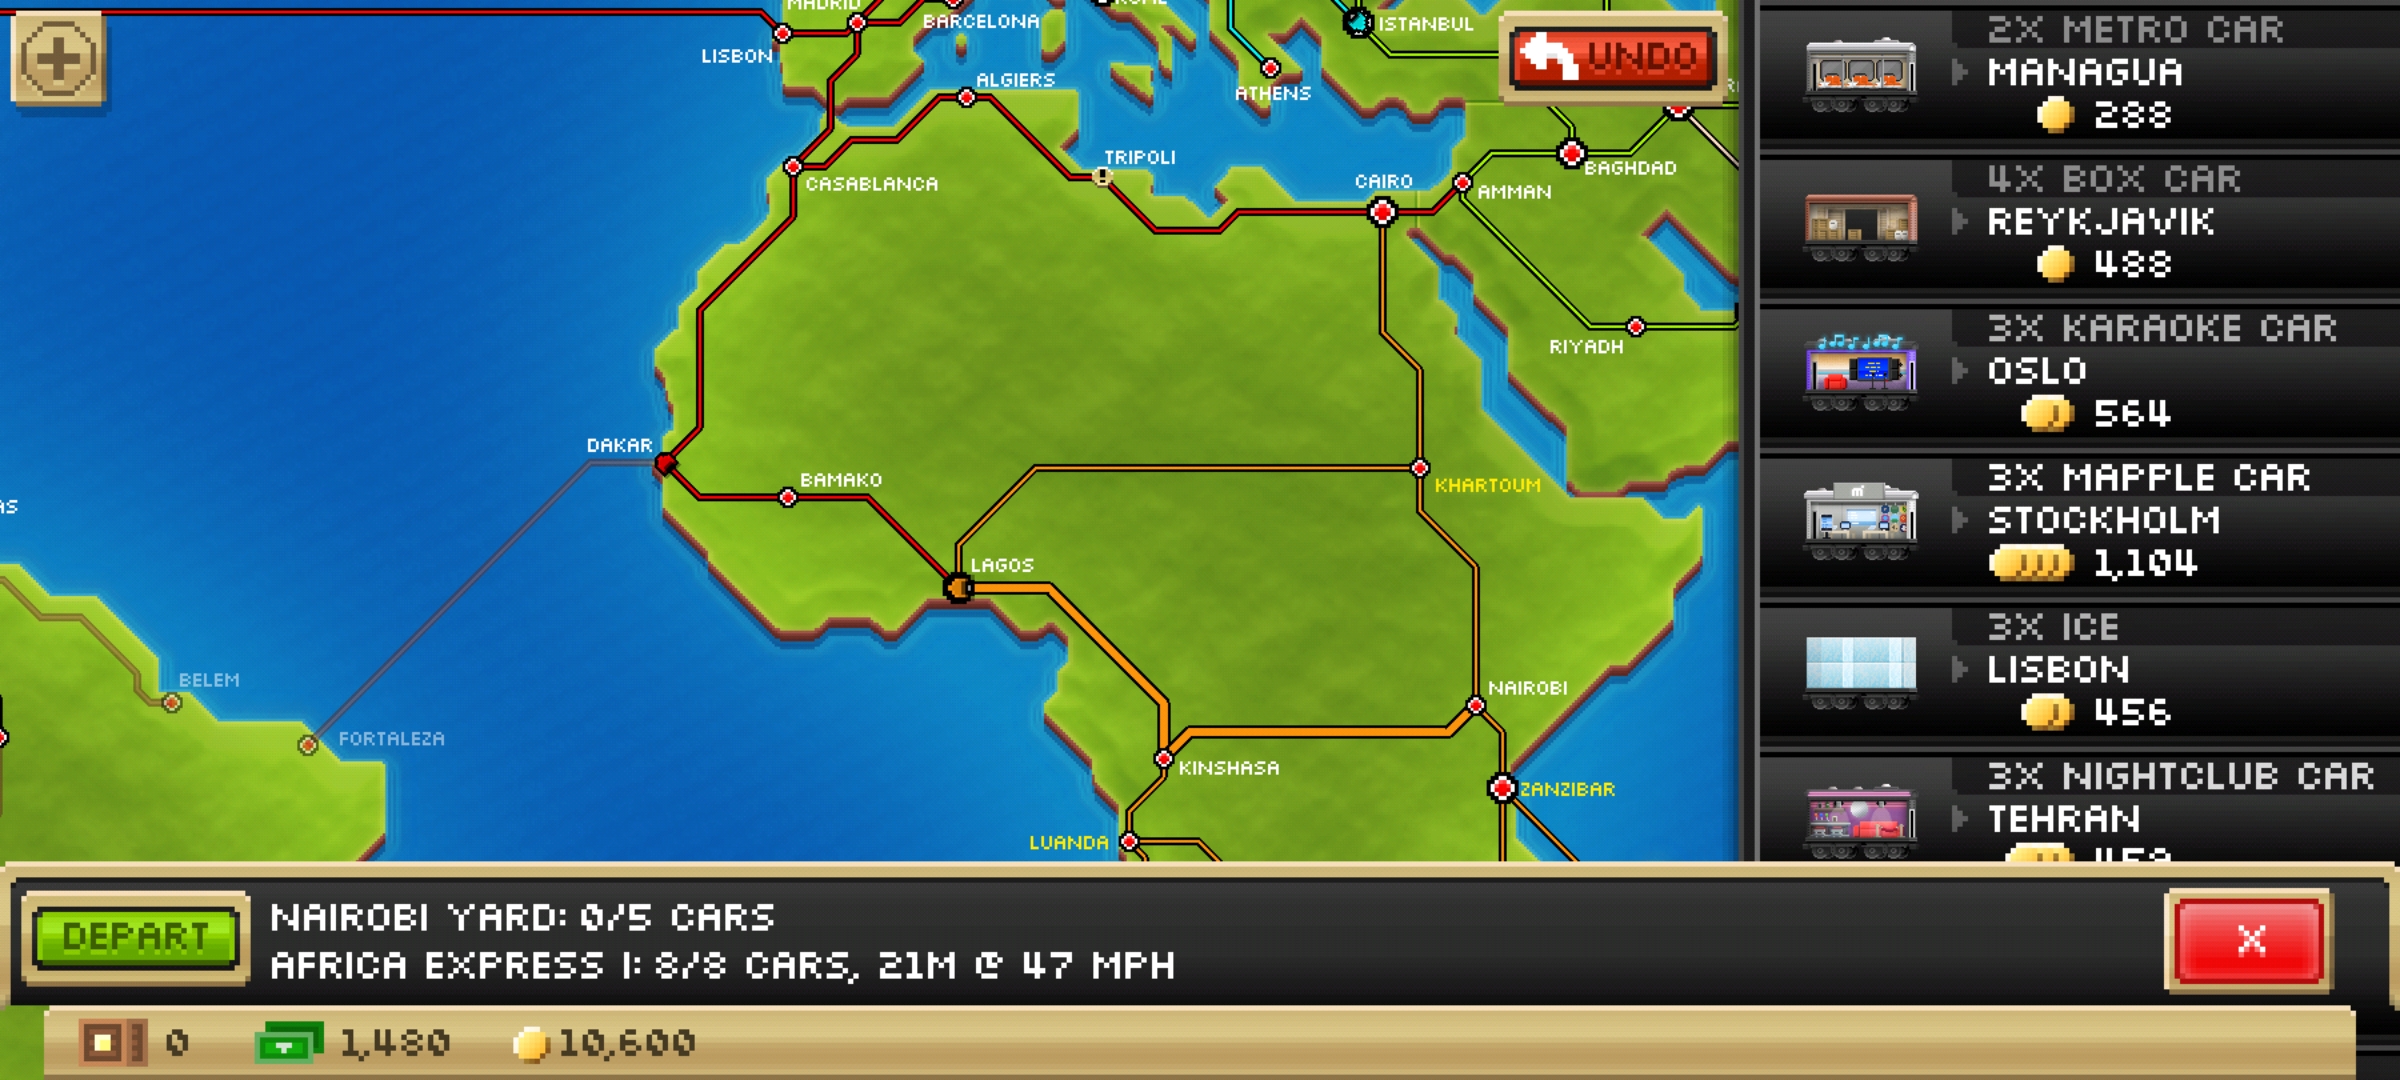 MADRID
BARCELONA
LISBON
ISTANBUL
ATHENS
UNDO
ALGIERS
TRIPOLI
CASABLANCA
CAIRO
AMMAN
BAGHDAD
RIYADH
DAKAR
BAMAKO
KHARTOUM
LAGOS
BELEM
FORTALEZA
NAIROBI
KINSHASA
ZANZIBAR
LUANDA
2X METRO CAR
MANAGUA
288
4X BOX CAR
REYKJAVIK
488
3X KARAOKE CAR
OSLO
564
3X MAPPLE CAR
STOCKHOLM
1,104
3X ICE
LISBON
456
3X NIGHTCLUB CAR
TEHRAN
DEPART
NAIROBI YARD: 0/5 CARS
AFRICA EXPRESS I: 8/8 CARS, 21M @ 47 MPH
X
0
1,480
10,600